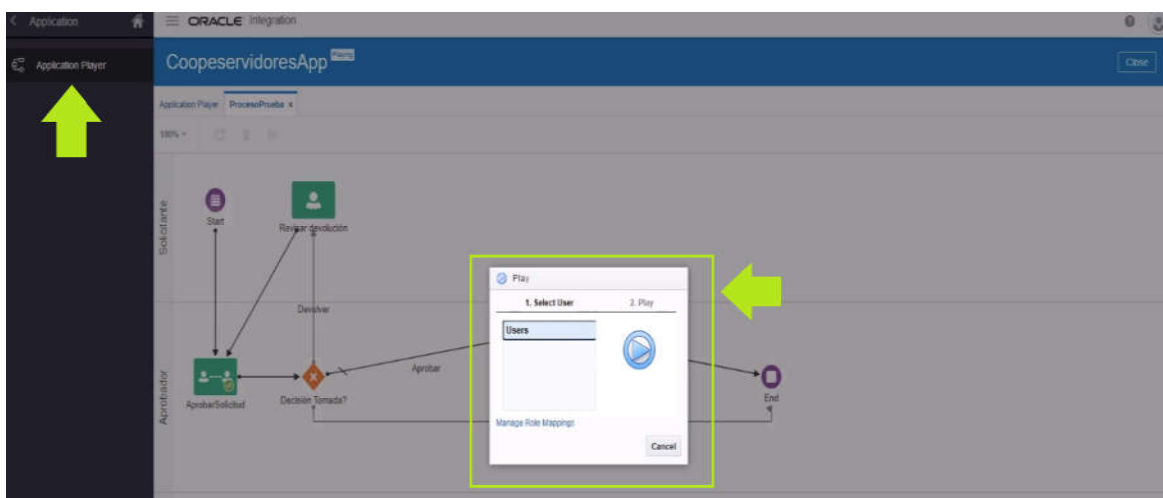 Application
ORACLE Integration
Application Player
CoopeservidoresApp Playing
Close
Application Player
ProcesoPrueba x
100%
Solicitante
Start
Revisar devolución
Devolver
Aprobador
AprobarSolicitud
Decisión Tomada?
Aprobar
End
Play
1. Select User
2. Play
Users
Manage Role Mappings
Cancel